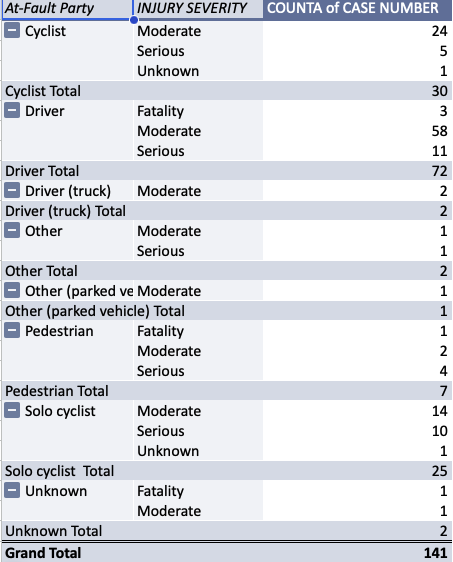 At-Fault Party INJURY SEVERITY COUNTA of CASE NUMBER
Cyclist Moderate 24
Serious 5
Unknown 1
Cyclist Total 30
Driver Fatality 3
Moderate 58
Serious 11
Driver Total 72
Driver (truck) Moderate 2
Driver (truck) Total 2
Other Moderate 1
Serious 1
Other Total 2
Other (parked ve Moderate 1
Other (parked vehicle) Total 1
Pedestrian Fatality 1
Moderate 2
Serious 4
Pedestrian Total 7
Solo cyclist Moderate 14
Serious 10
Unknown 1
Solo cyclist Total 25
Unknown Fatality 1
Moderate 1
Unknown Total 2
Grand Total 141